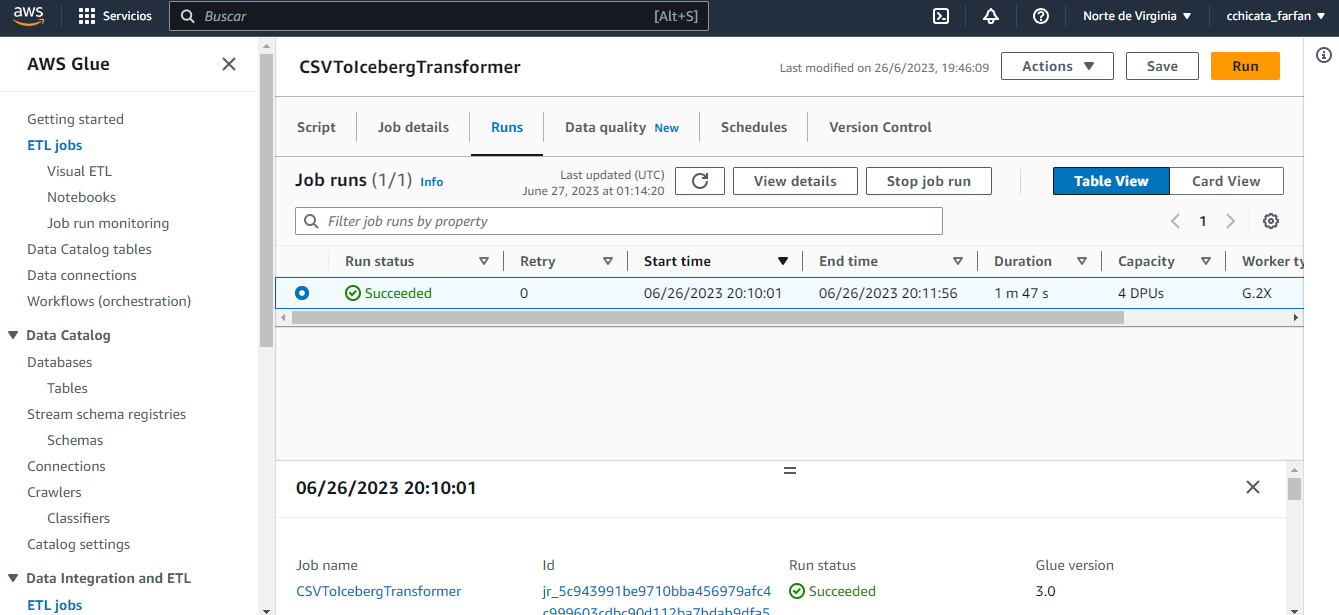 aws
Servicios
Buscar
[Alt+S]
Norte de Virginia
cchicata_farfan
AWS Glue
Getting started
ETL jobs
Visual ETL
Notebooks
Job run monitoring
Data Catalog tables
Data connections
Workflows (orchestration)
Data Catalog
Databases
Tables
Stream schema registries
Schemas
Connections
Crawlers
Classifiers
Catalog settings
Data Integration and ETL
ETL jobs
CSVToIcebergTransformer
Last modified on 26/6/2023, 19:46:09
Actions
Save
Run
Script
Job details
Runs
Data quality New
Schedules
Version Control
Job runs (1/1) Info
Last updated (UTC)
June 27, 2023 at 01:14:20
View details
Stop job run
Table View
Card View
Filter job runs by property
1
Run status Retry Start time End time Duration Capacity Worker ty
Succeeded 0 06/26/2023 20:10:01 06/26/2023 20:11:56 1 m 47 s 4 DPUs G.2X
06/26/2023 20:10:01
Job name
CSVToIcebergTransformer
Id
jr_5c943991be9710bba456979afc4
c999603cdbc90d112ba7bdab9dfa5
Run status
Succeeded
Glue version
3.0